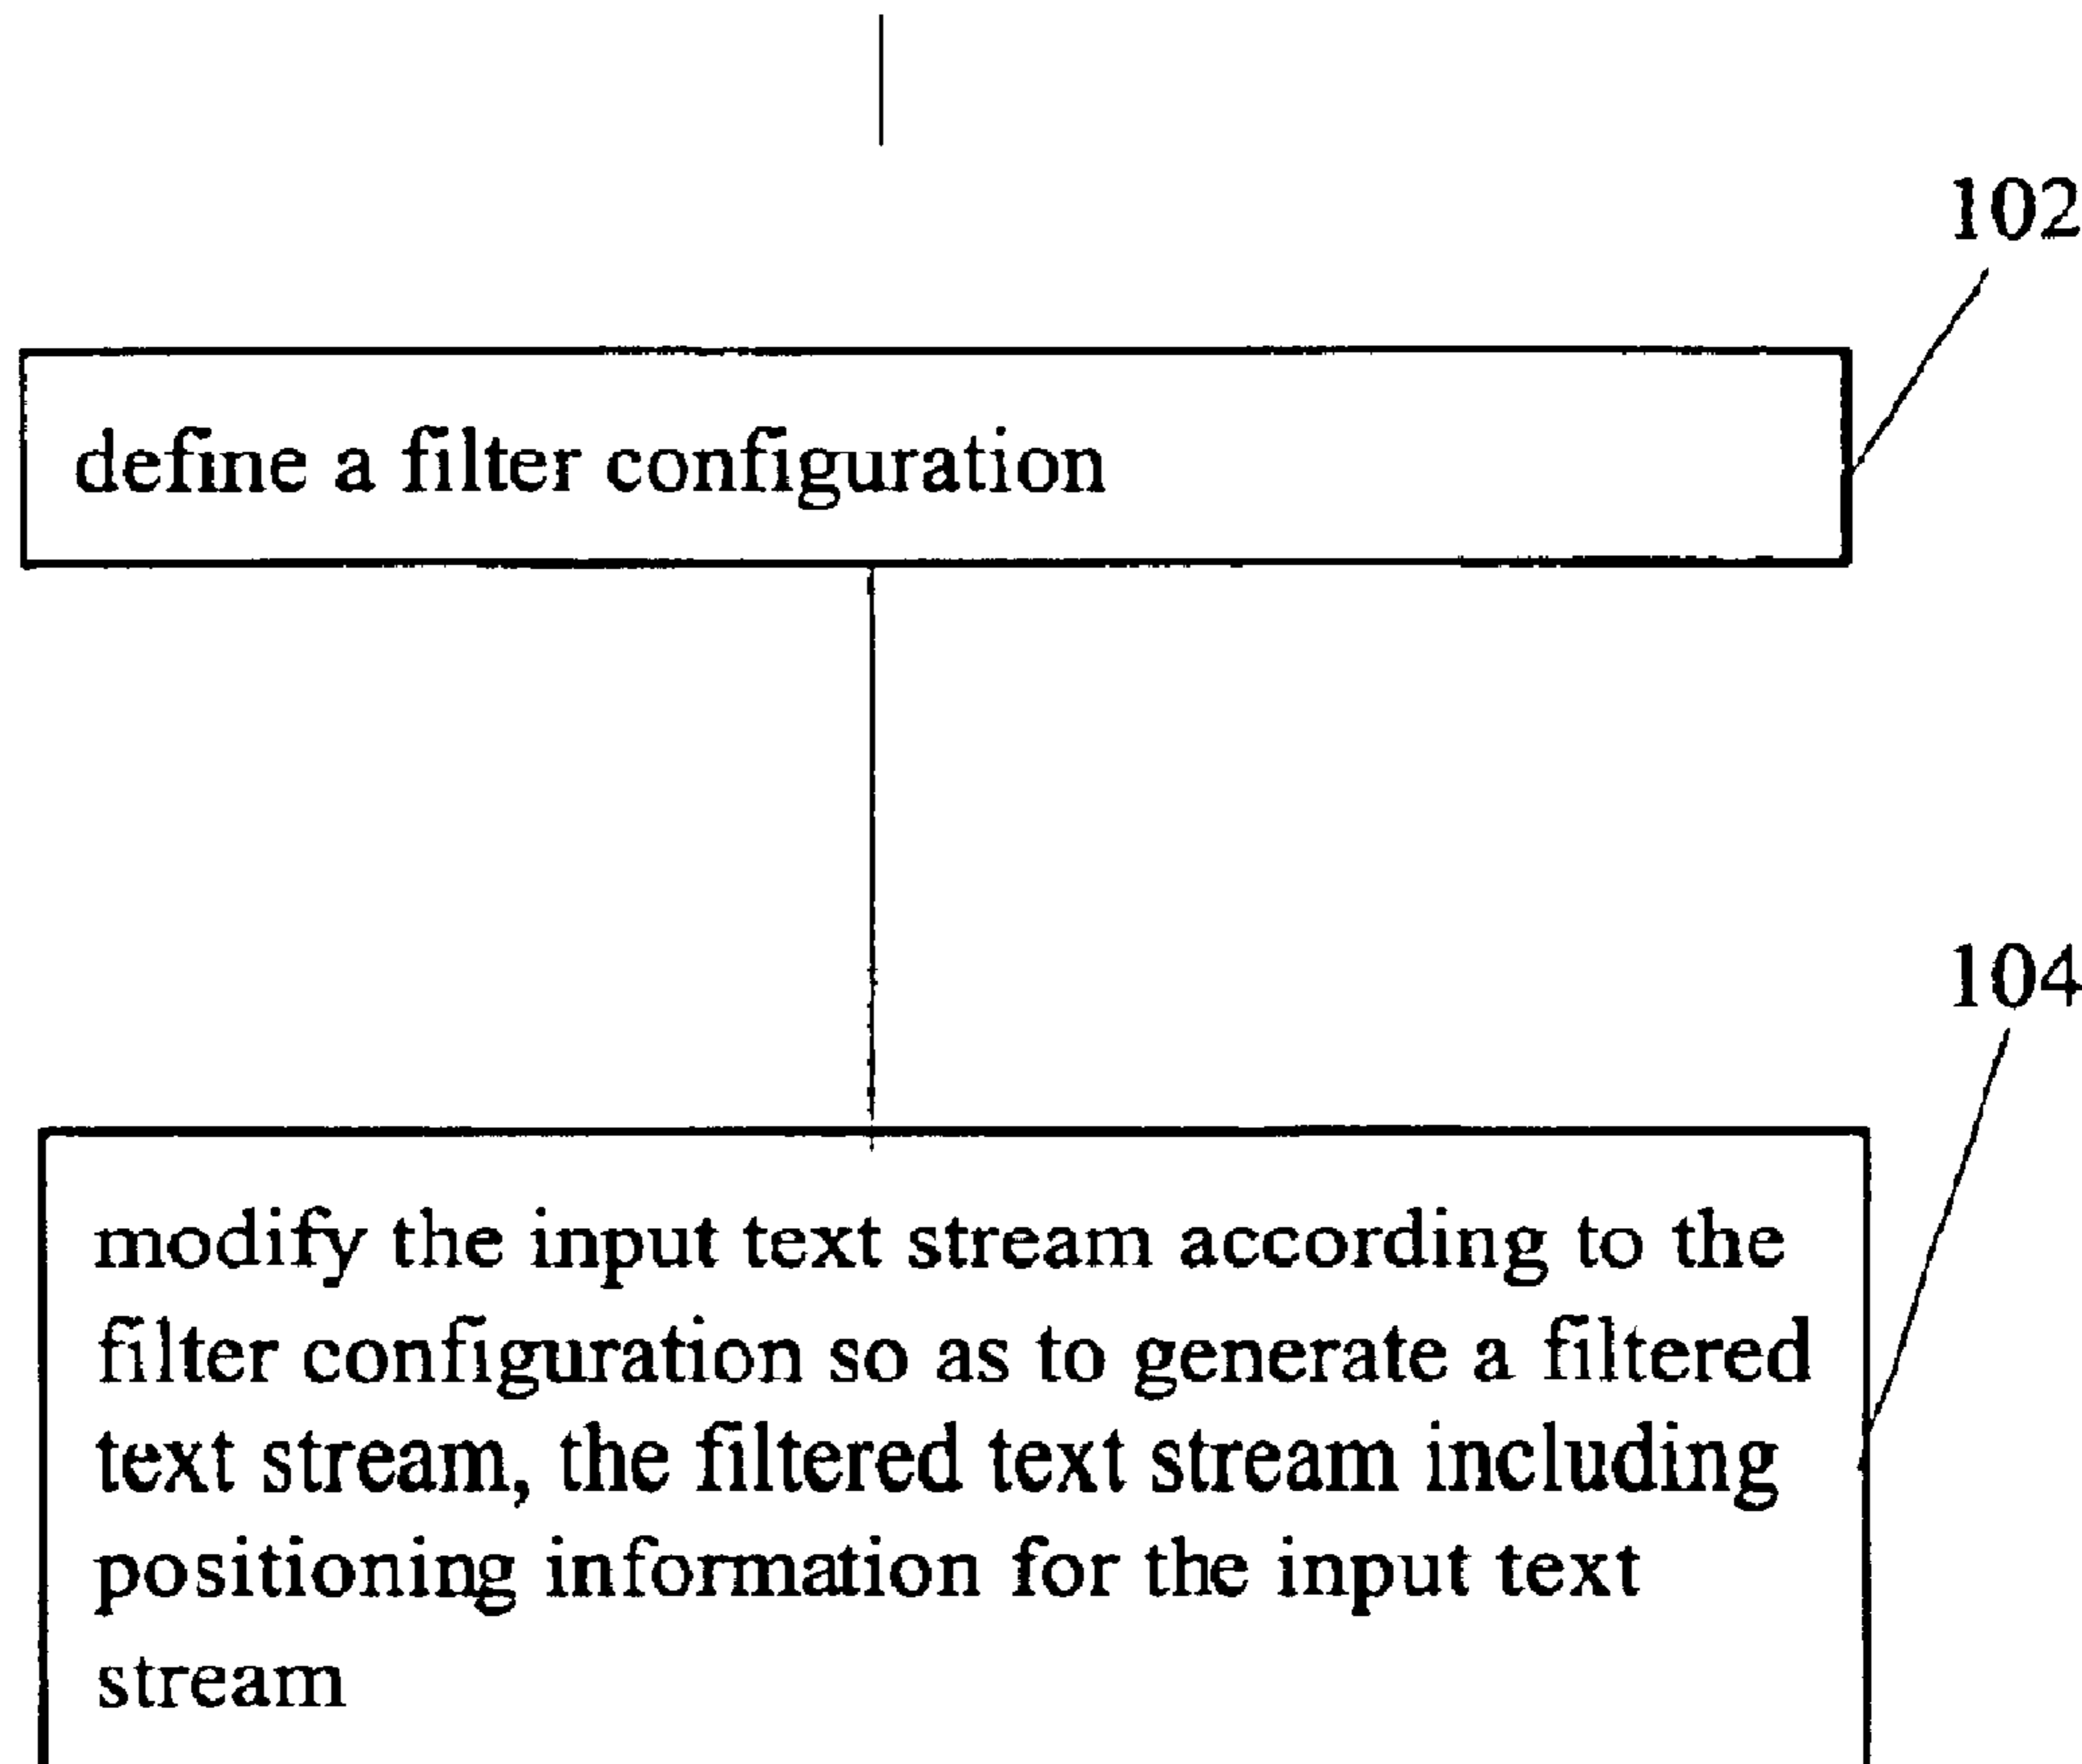 102
define a filter configuration
104
modify the input text stream according to the
filter configuration so as to generate a filtered
text stream, the filtered text stream including
positioning information for the input text
stream